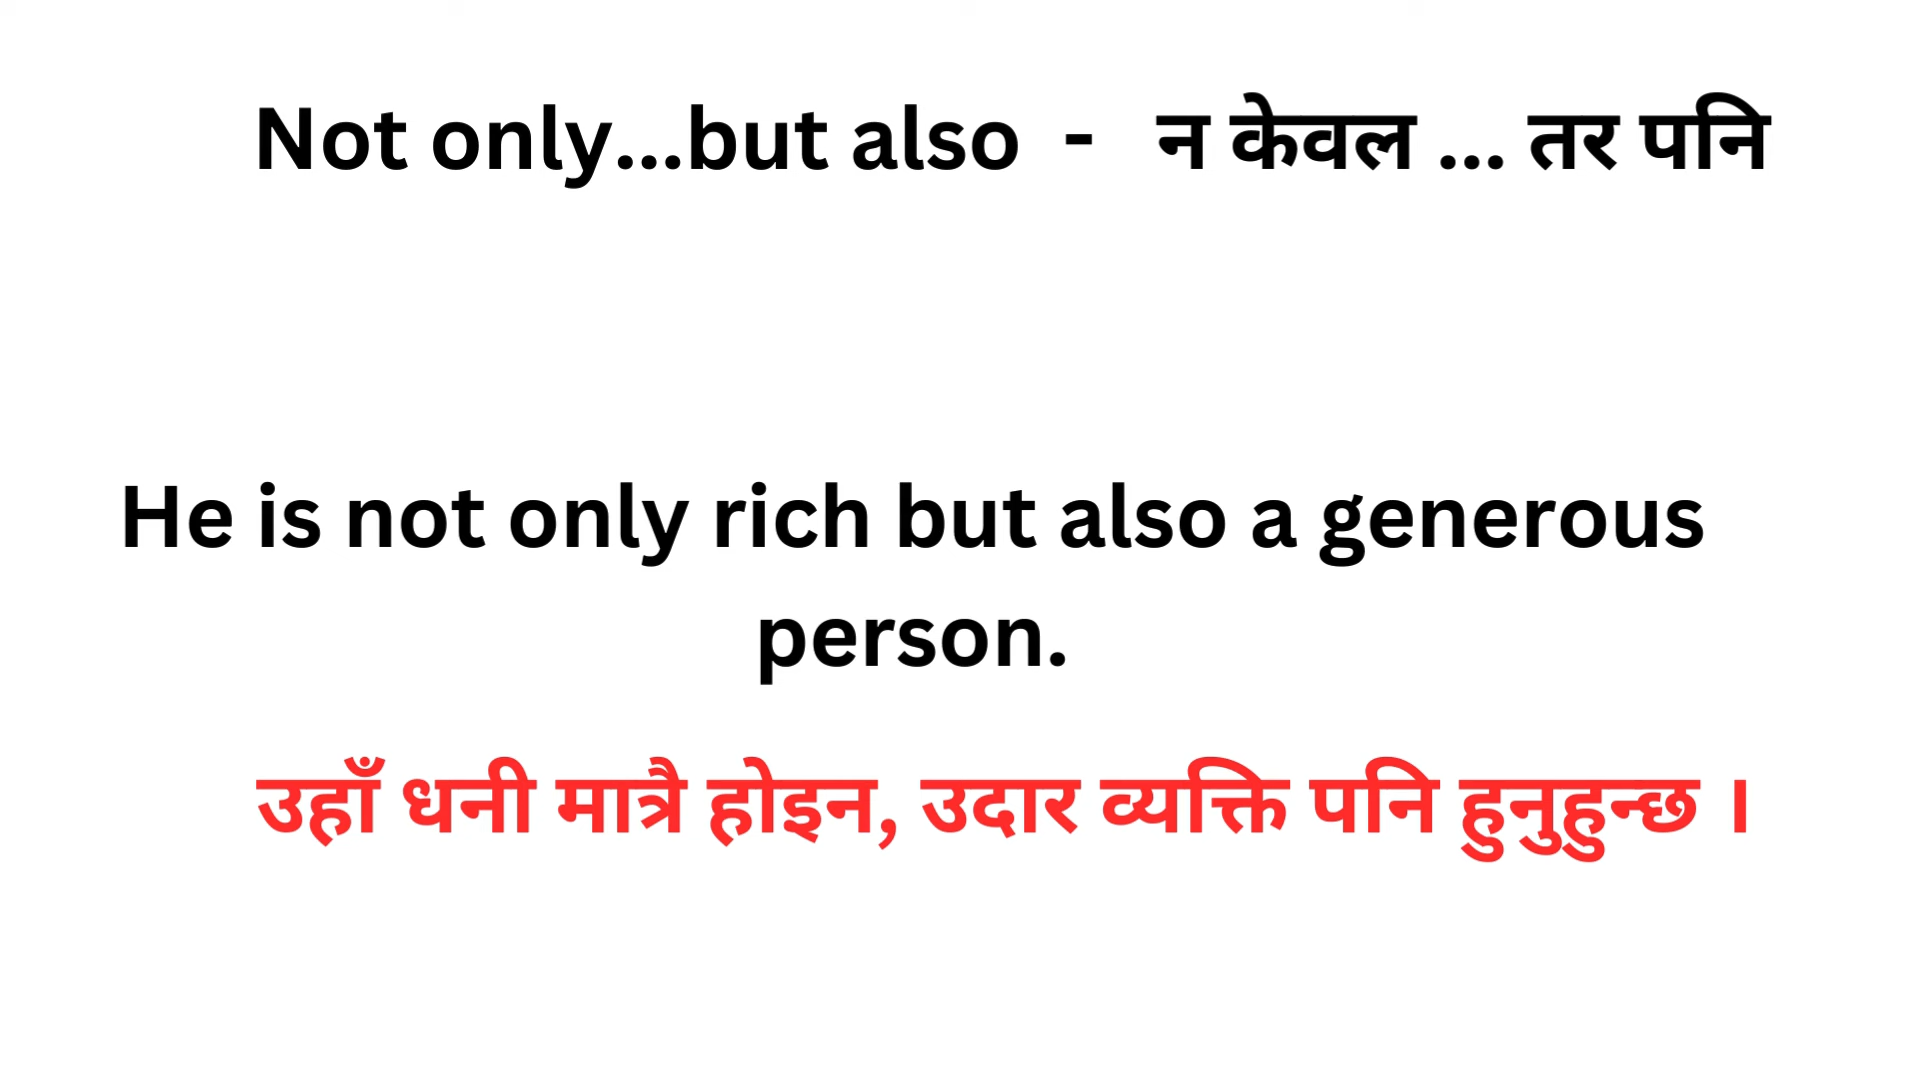 Not only...but also - न केवल ... तर पनि
He is not only rich but also a generous
person.
उहाँ धनी मात्रै होइन, उदार व्यक्ति पनि हुनुहुन्छ ।